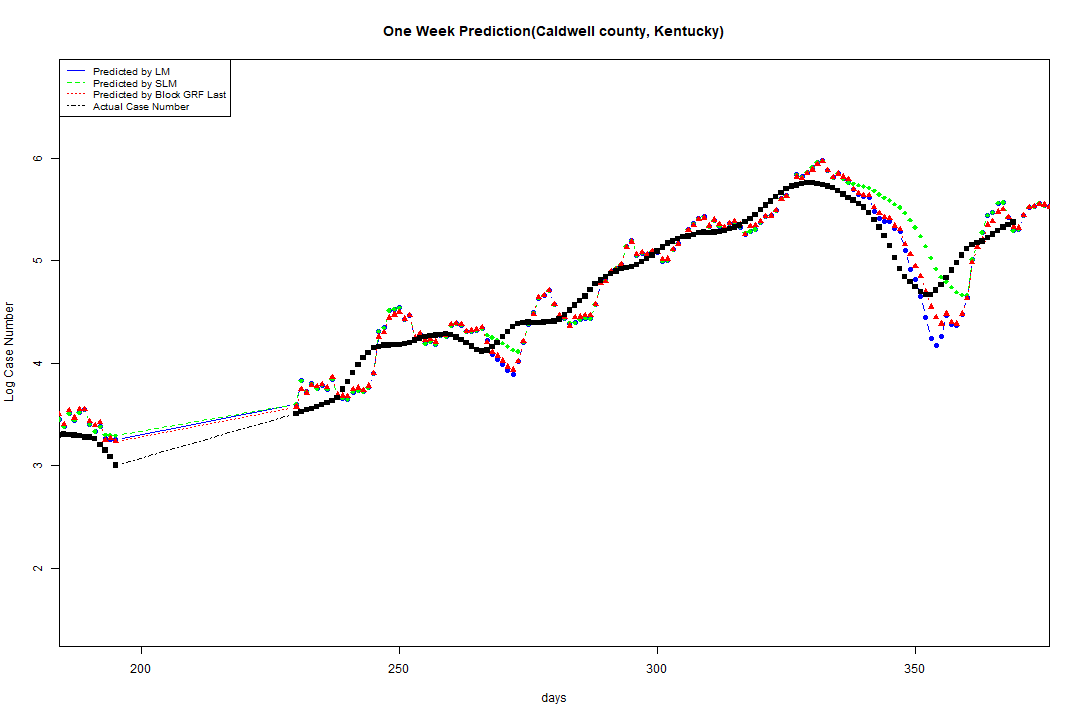 One Week Prediction(Caldwell county, Kentucky)
Predicted by LM
Predicted by SLM
Predicted by Block GRF Last
Actual Case Number
6
5
4
3
2
Log Case Number
200
250
300
350
days